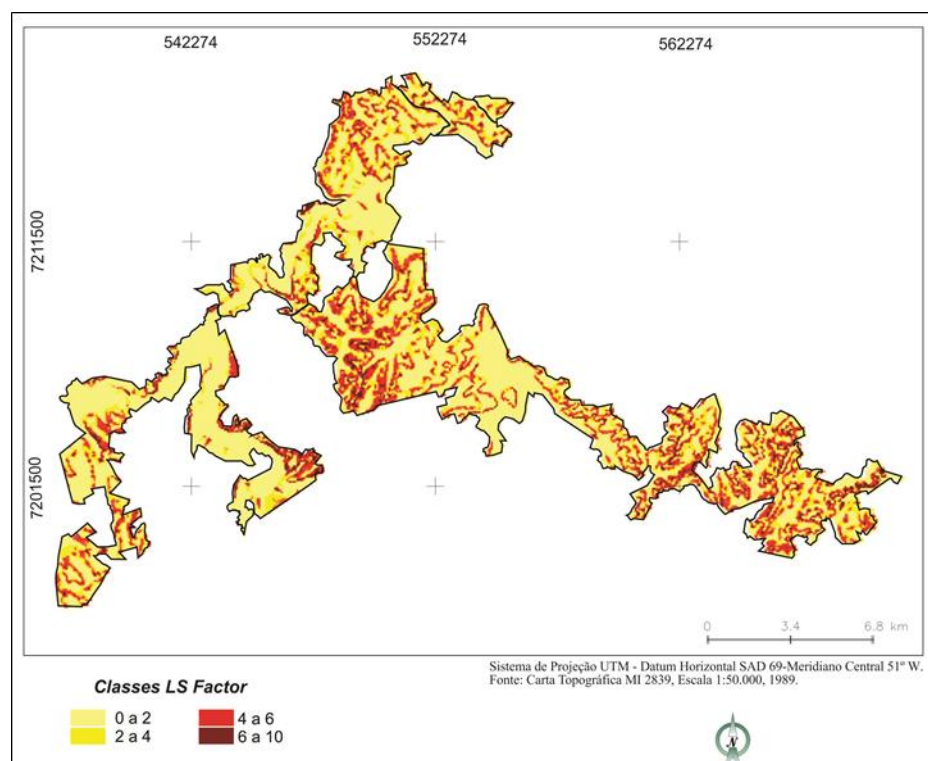 542274
552274
562274
7211500
7201500
0
3.4
6.8 km
Sistema de Projeção UTM - Datum Horizontal SAD 69-Meridiano Central 51º W.
Fonte: Carta Topográfica MI 2839, Escala 1:50.000, 1989.
Classes LS Factor
0 a 2
4 a 6
2 a 4
6 a 10
N